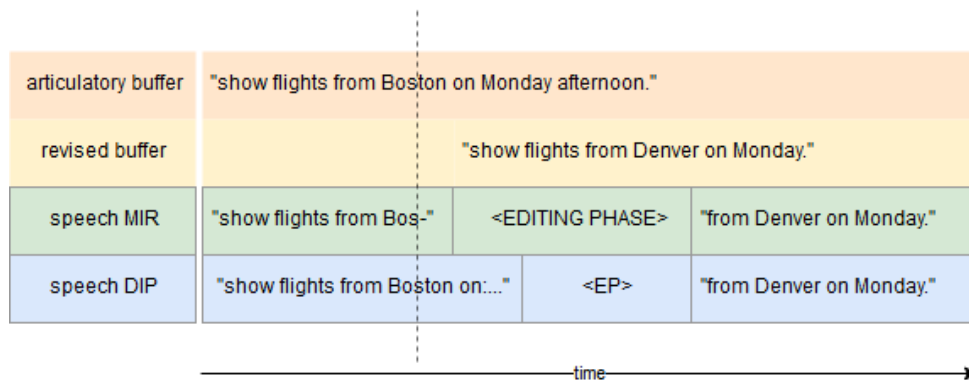 articulatory buffer "show flights from Boston on Monday afternoon."
revised buffer "show flights from Denver on Monday."
speech MIR "show flights from Bos-" <EDITING PHASE> "from Denver on Monday."
speech DIP "show flights from Boston on:..." <EP> "from Denver on Monday."
time